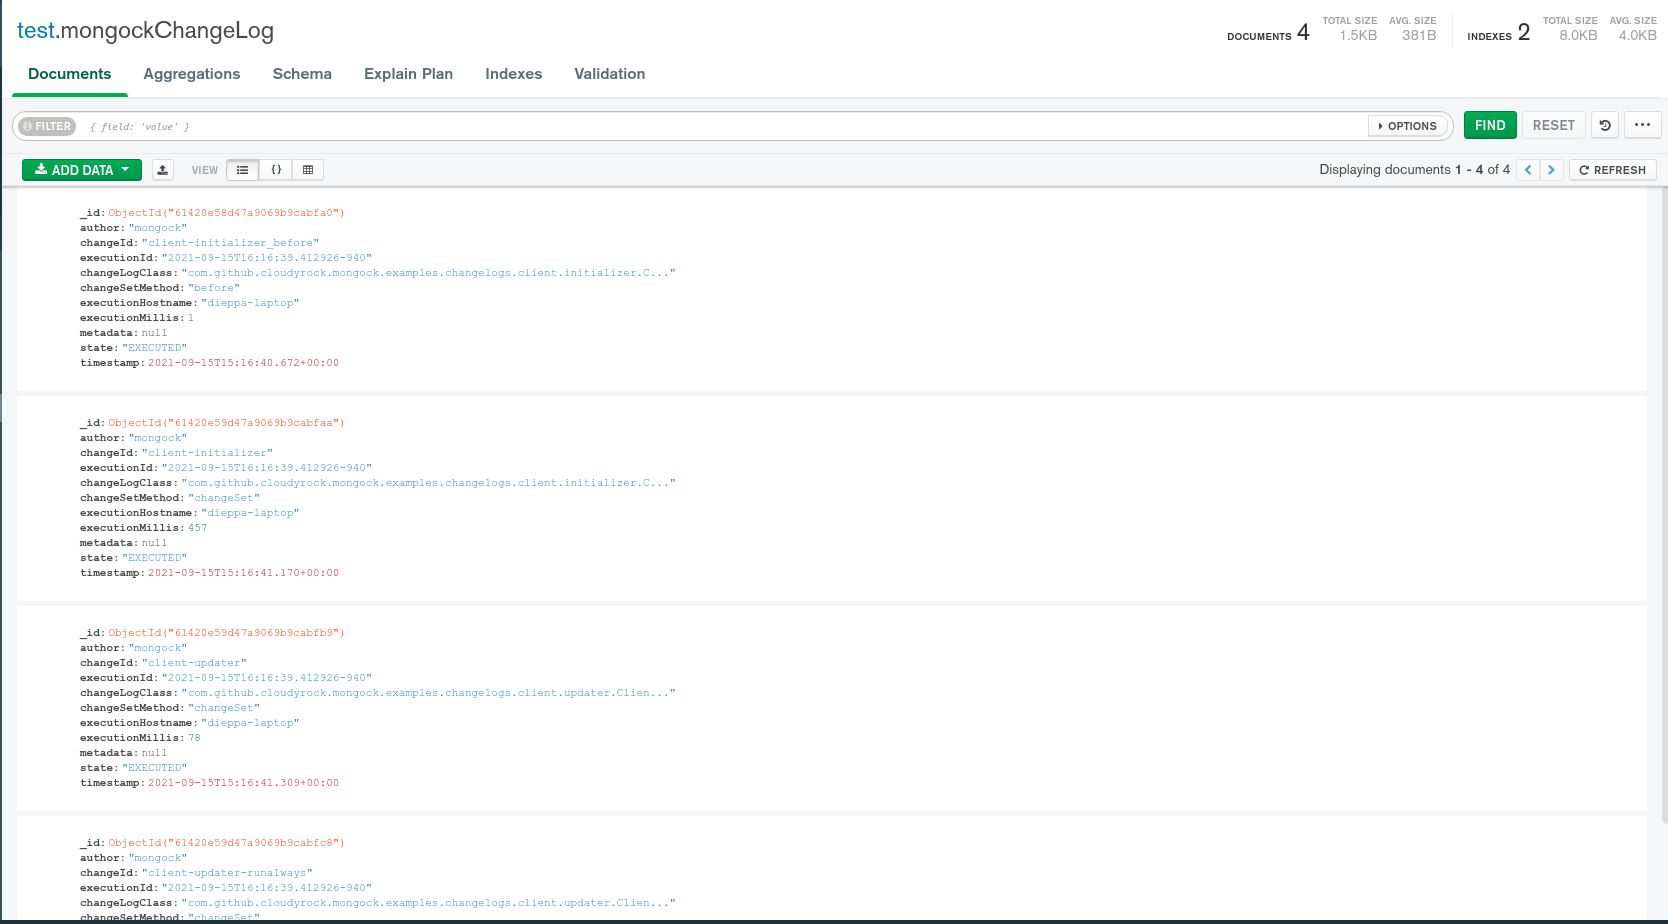 test.mongockChangeLog
DOCUMENTS 4 TOTAL SIZE 1.5KB AVG. SIZE 381B INDEXES 2 TOTAL SIZE 8.0KB AVG. SIZE 4.0KB
Documents Aggregations Schema Explain Plan Indexes Validation
FILTER { field: 'value' } OPTIONS FIND RESET ...
ADD DATA VIEW {} Displaying documents 1 - 4 of 4 < > REFRESH
_id: ObjectId("61420e58d47a9069b9cabfa0")
author: "mongock"
changeId: "client-initializer_before"
executionId: "2021-09-15T16:16:39.412926-940"
changeLogClass: "com.github.cloudyrock.mongock.examples.changelogs.client.initializer.C..."
changeSetMethod: "before"
executionHostname: "dieppa-laptop"
executionMillis: 1
metadata: null
state: "EXECUTED"
timestamp: 2021-09-15T15:16:40.672+00:00
_id: ObjectId("61420e59d47a9069b9cabfaa")
author: "mongock"
changeId: "client-initializer"
executionId: "2021-09-15T16:16:39.412926-940"
changeLogClass: "com.github.cloudyrock.mongock.examples.changelogs.client.initializer.C..."
changeSetMethod: "changeSet"
executionHostname: "dieppa-laptop"
executionMillis: 457
metadata: null
state: "EXECUTED"
timestamp: 2021-09-15T15:16:41.170+00:00
_id: ObjectId("61420e59d47a9069b9cabfb9")
author: "mongock"
changeId: "client-updater"
executionId: "2021-09-15T16:16:39.412926-940"
changeLogClass: "com.github.cloudyrock.mongock.examples.changelogs.client.updater.Clien..."
changeSetMethod: "changeSet"
executionHostname: "dieppa-laptop"
executionMillis: 78
metadata: null
state: "EXECUTED"
timestamp: 2021-09-15T15:16:41.309+00:00
_id: ObjectId("61420e59d47a9069b9cabfc8")
author: "mongock"
changeId: "client-updater-runalways"
executionId: "2021-09-15T16:16:39.412926-940"
changeLogClass: "com.github.cloudyrock.mongock.examples.changelogs.client.updater.Clien..."
changeSetMethod: "changeSet"